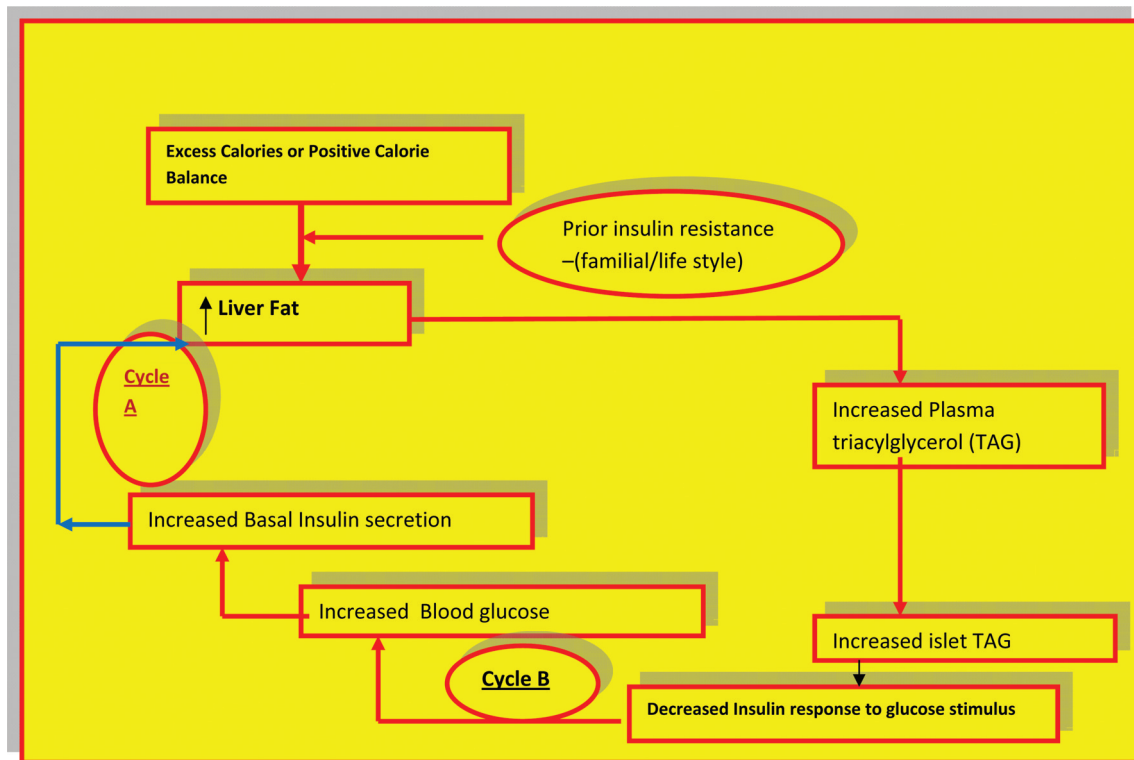 Excess Calories or Positive Calorie
Balance
Prior insulin resistance
–(familial/life style)
Liver Fat
Cycle
A
Increased Plasma
triacylglycerol (TAG)
Increased Basal Insulin secretion
Increased Blood glucose
Increased islet TAG
Cycle B
Decreased Insulin response to glucose stimulus